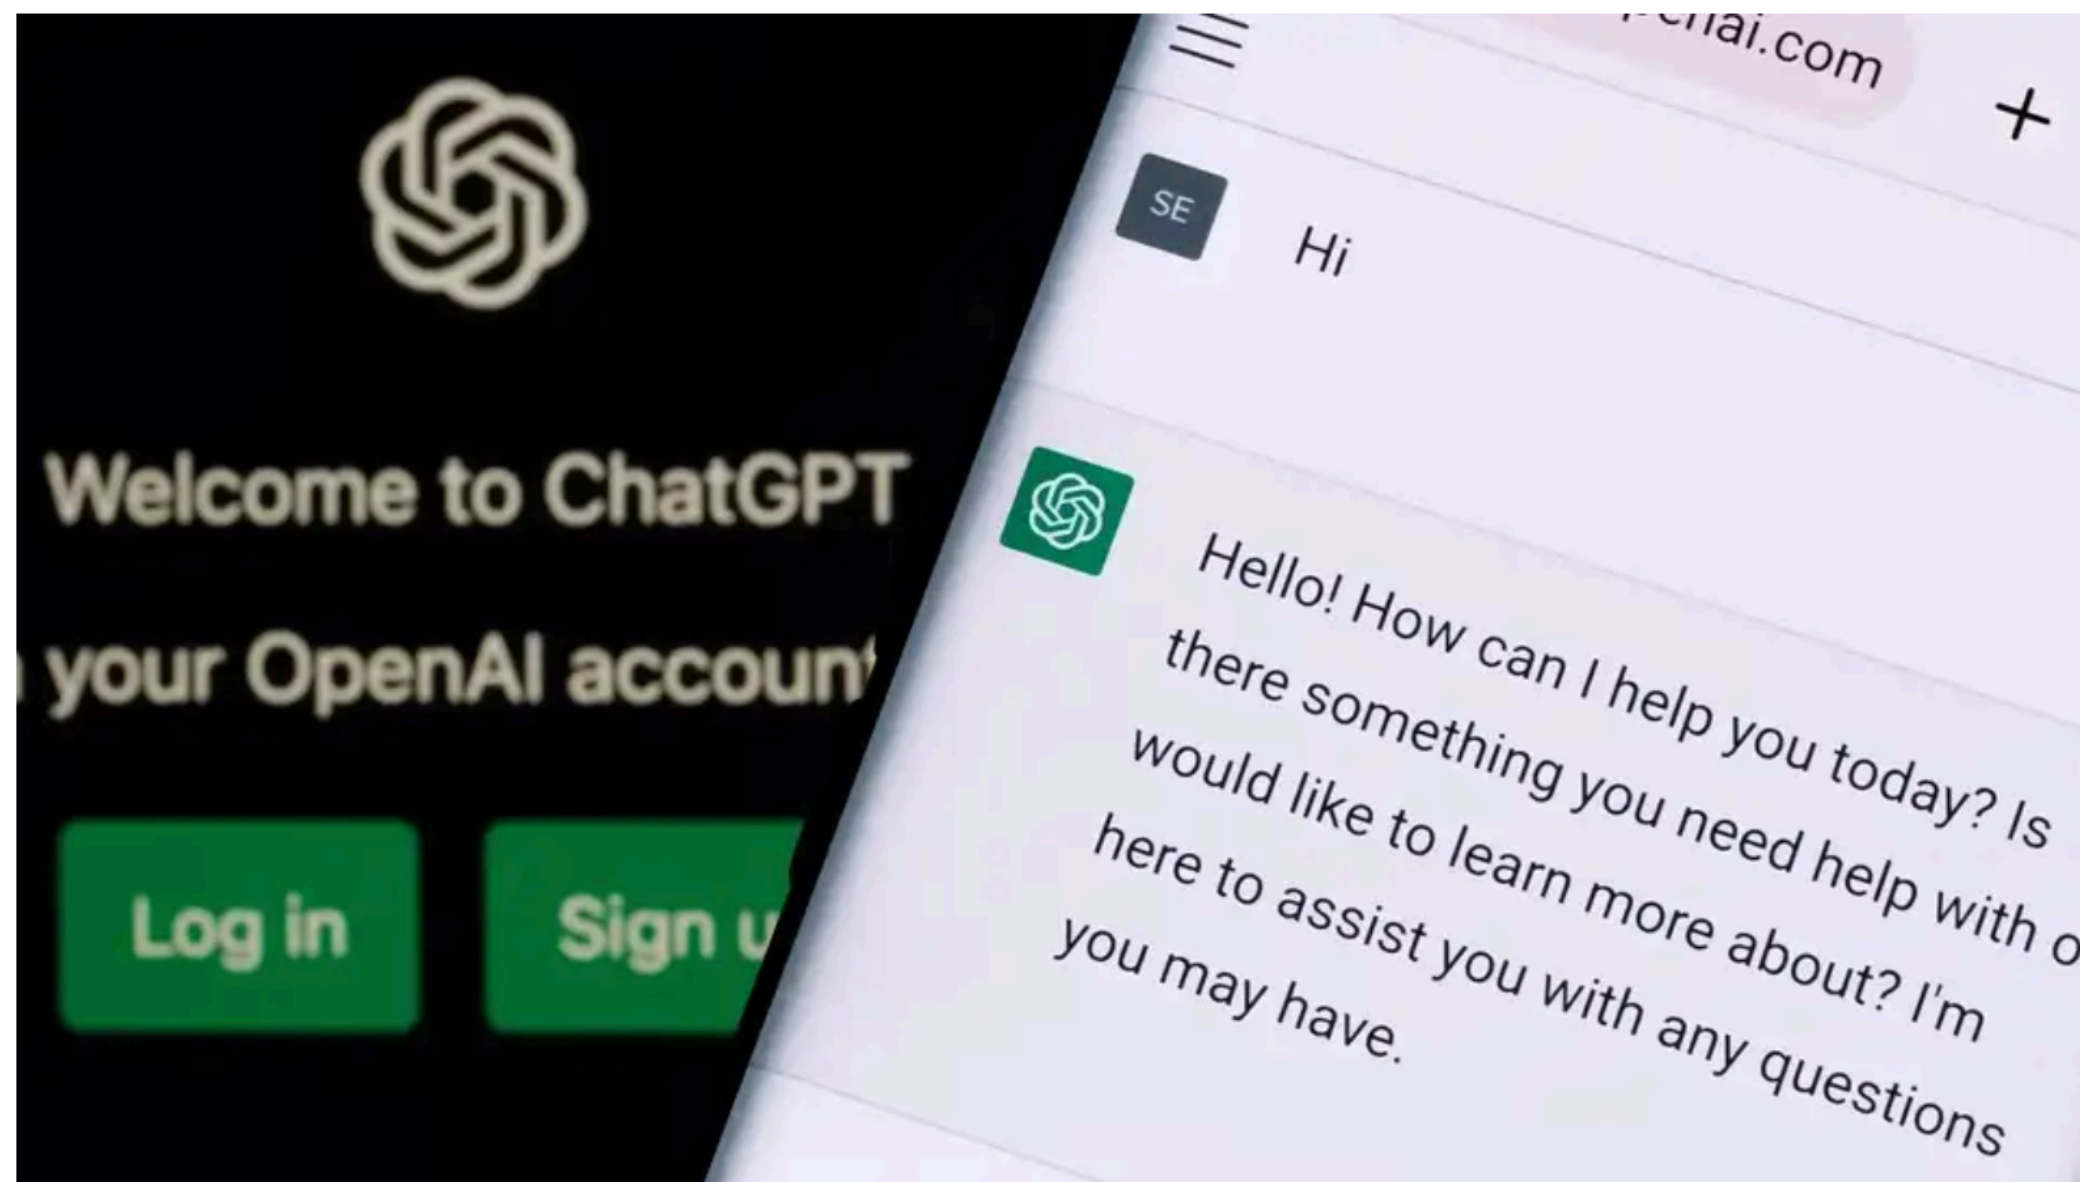 Welcome to ChatGPT
your OpenAI account
Log in
Sign u
enai.com
SE
Hi
Hello! How can I help you today? Is
there something you need help with o
would like to learn more about? I'm
here to assist you with any questions
you may have.